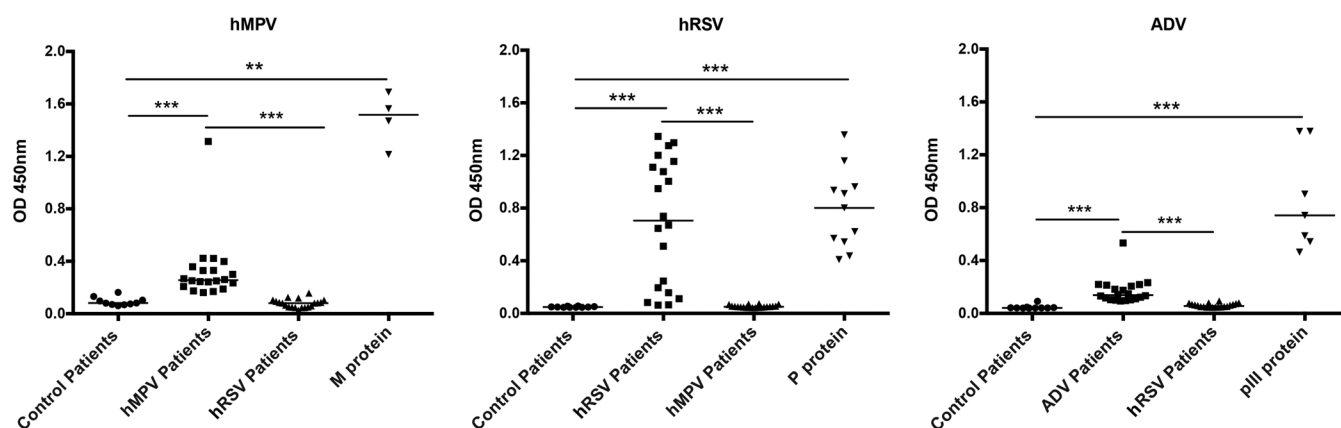 hMPV
OD 450nm
2.0
1.6
1.2
0.8
0.4
0.0
**
***
***
Control Patients
hMPV Patients
hRSV Patients
M protein
hRSV
OD 450nm
2.0
1.6
1.2
0.8
0.4
0.0
***
***
***
Control Patients
hRSV Patients
hMPV Patients
P protein
ADV
OD 450nm
2.0
1.6
1.2
0.8
0.4
0.0
***
***
***
Control Patients
ADV Patients
hRSV Patients
pIII protein